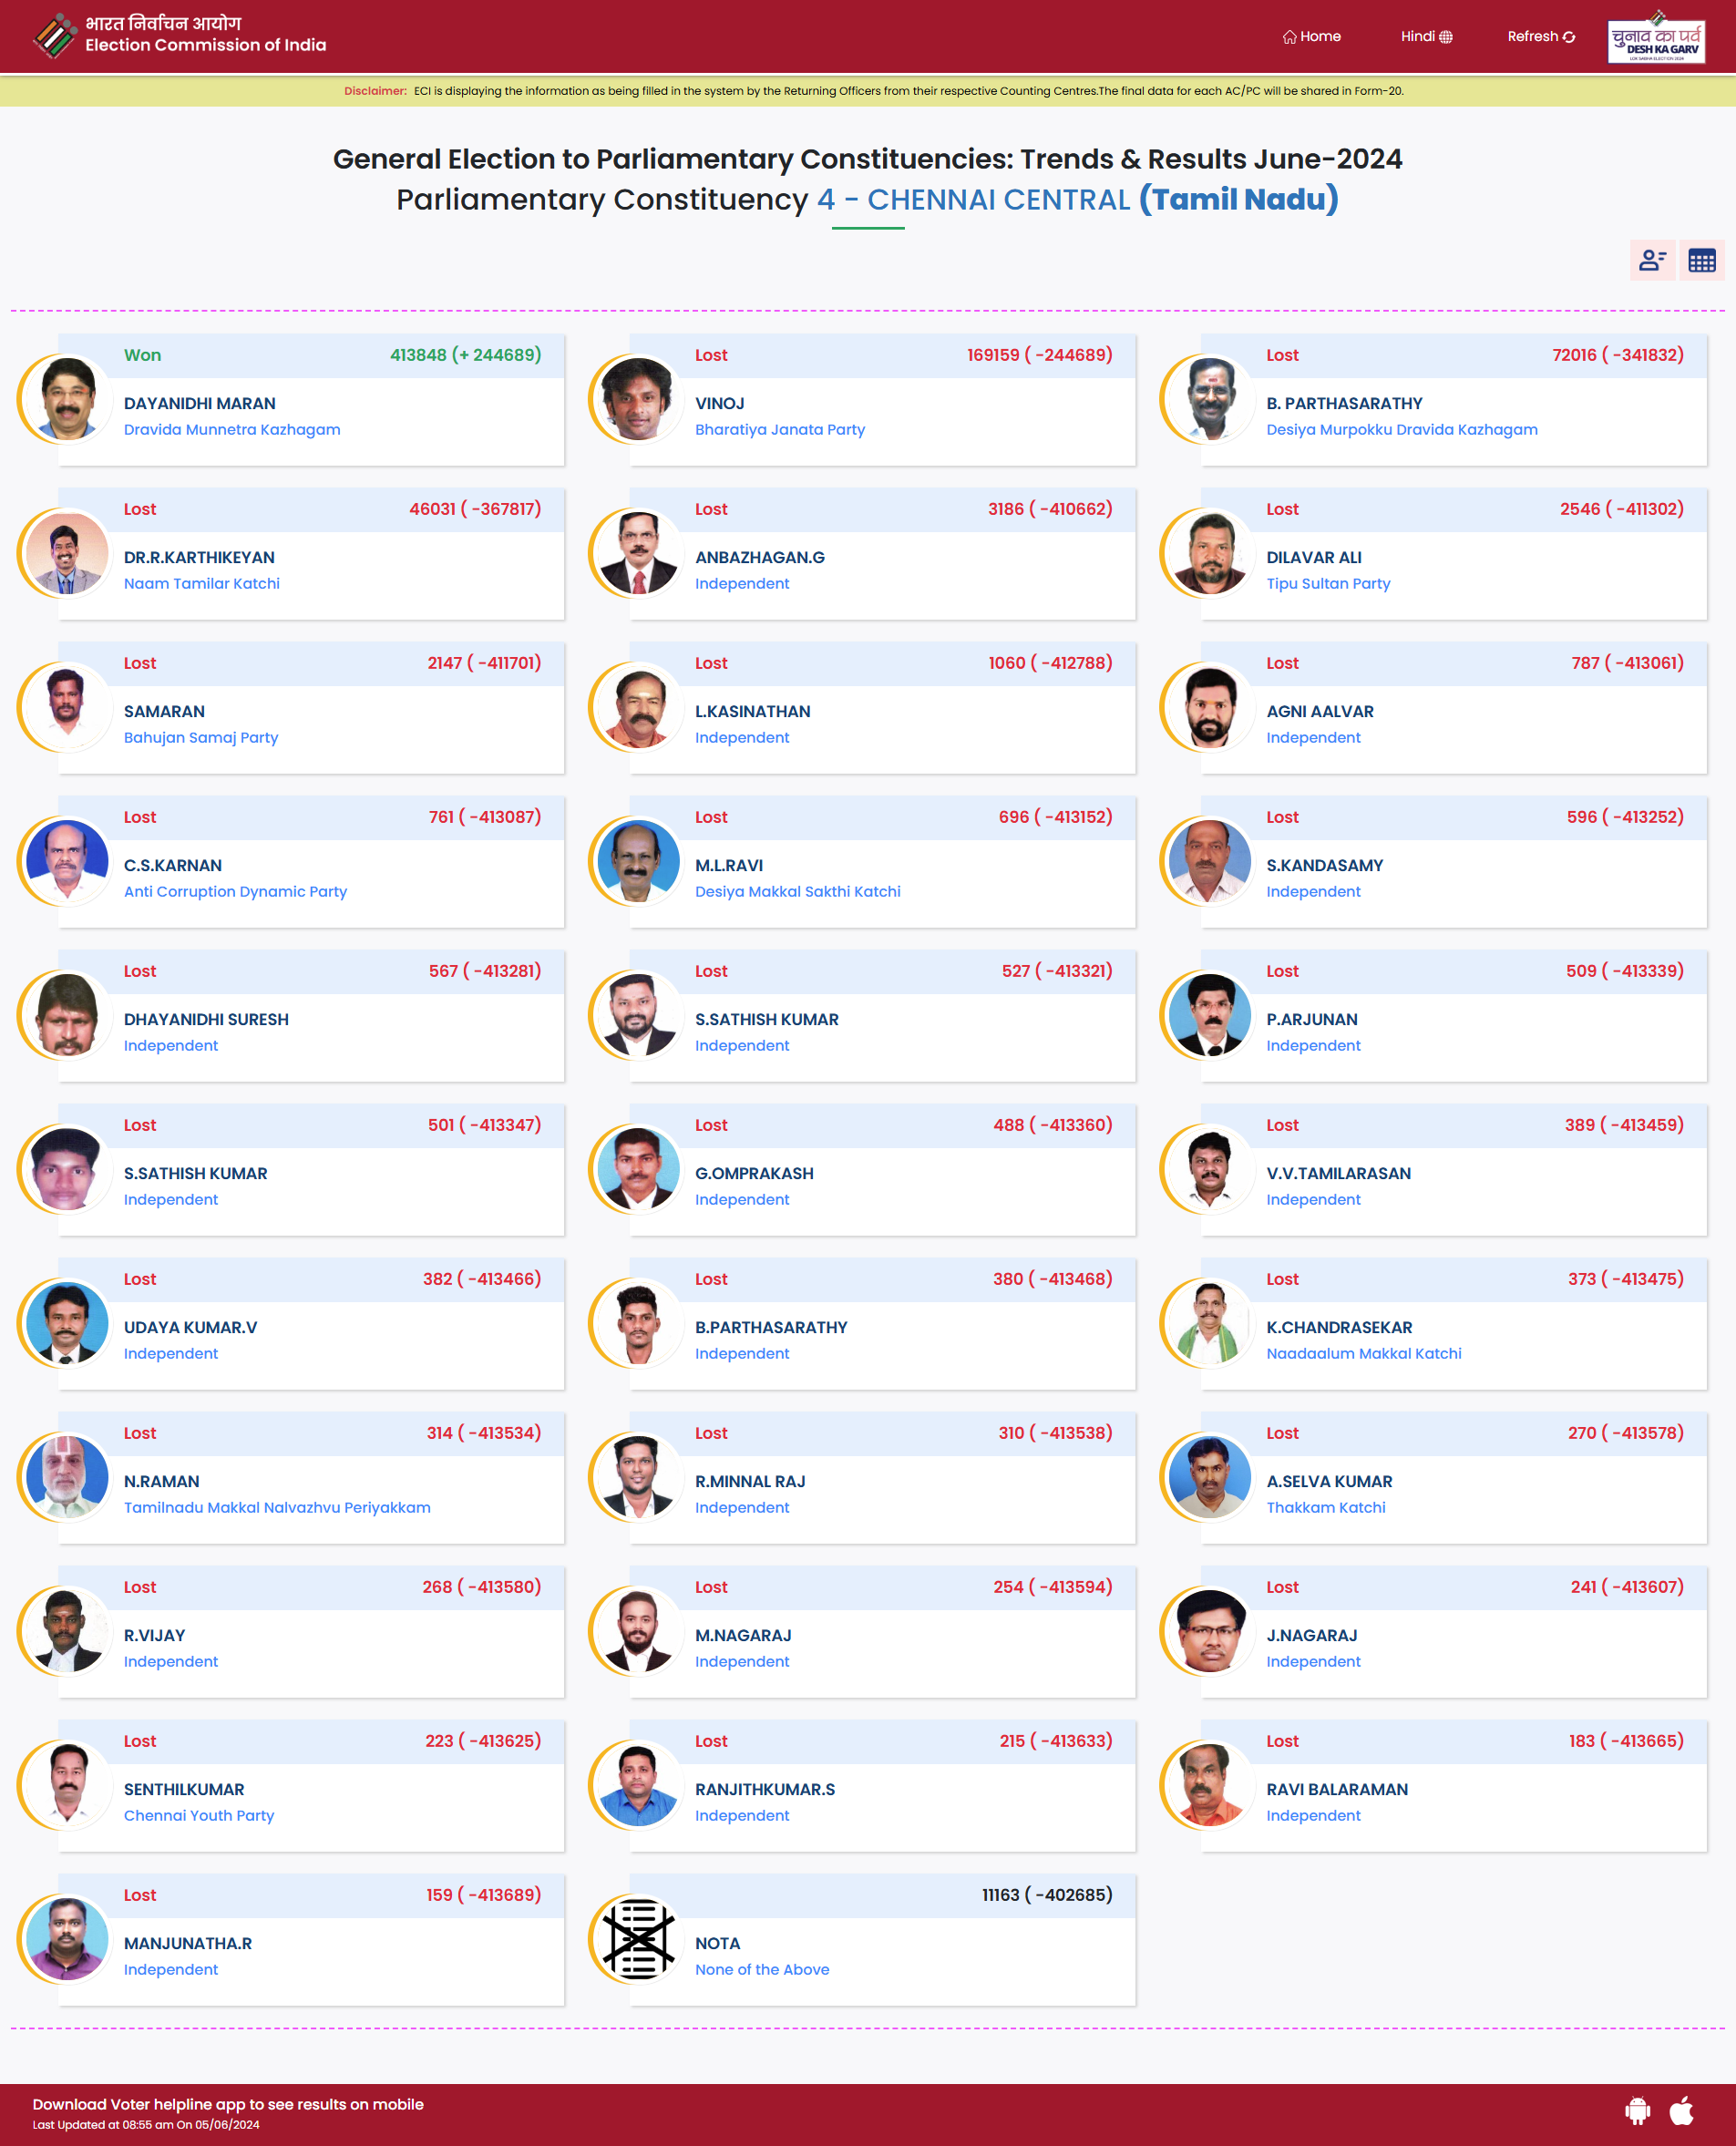 भारत निर्वाचन आयोग
Election Commission of India
Home
Hindi
Refresh
चुनाव का पर्व
DESH KA GARV
LOK SABHA ELECTION 2024
Disclaimer: ECI is displaying the information as being filled in the system by the Returning Officers from their respective Counting Centres.The final data for each AC/PC will be shared in Form-20.
General Election to Parliamentary Constituencies: Trends & Results June-2024
Parliamentary Constituency 4 - CHENNAI CENTRAL (Tamil Nadu)
Won 413848 (+ 244689)
DAYANIDHI MARAN
Dravida Munnetra Kazhagam
Lost 169159 ( -244689)
VINOJ
Bharatiya Janata Party
Lost 72016 ( -341832)
B. PARTHASARATHY
Desiya Murpokku Dravida Kazhagam
Lost 46031 ( -367817)
DR.R.KARTHIKEYAN
Naam Tamilar Katchi
Lost 3186 ( -410662)
ANBAZHAGAN.G
Independent
Lost 2546 ( -411302)
DILAVAR ALI
Tipu Sultan Party
Lost 2147 ( -411701)
SAMARAN
Bahujan Samaj Party
Lost 1060 ( -412788)
L.KASINATHAN
Independent
Lost 787 ( -413061)
AGNI AALVAR
Independent
Lost 761 ( -413087)
C.S.KARNAN
Anti Corruption Dynamic Party
Lost 696 ( -413152)
M.L.RAVI
Desiya Makkal Sakthi Katchi
Lost 596 ( -413252)
S.KANDASAMY
Independent
Lost 567 ( -413281)
DHAYANIDHI SURESH
Independent
Lost 527 ( -413321)
S.SATHISH KUMAR
Independent
Lost 509 ( -413339)
P.ARJUNAN
Independent
Lost 501 ( -413347)
S.SATHISH KUMAR
Independent
Lost 488 ( -413360)
G.OMPRAKASH
Independent
Lost 389 ( -413459)
V.V.TAMILARASAN
Independent
Lost 382 ( -413466)
UDAYA KUMAR.V
Independent
Lost 380 ( -413468)
B.PARTHASARATHY
Independent
Lost 373 ( -413475)
K.CHANDRASEKAR
Naadaalum Makkal Katchi
Lost 314 ( -413534)
N.RAMAN
Tamilnadu Makkal Nalvazhvu Periyakkam
Lost 310 ( -413538)
R.MINNAL RAJ
Independent
Lost 270 ( -413578)
A.SELVA KUMAR
Thakkam Katchi
Lost 268 ( -413580)
R.VIJAY
Independent
Lost 254 ( -413594)
M.NAGARAJ
Independent
Lost 241 ( -413607)
J.NAGARAJ
Independent
Lost 223 ( -413625)
SENTHILKUMAR
Chennai Youth Party
Lost 215 ( -413633)
RANJITHKUMAR.S
Independent
Lost 183 ( -413665)
RAVI BALARAMAN
Independent
Lost 159 ( -413689)
MANJUNATHA.R
Independent
11163 ( -402685)
NOTA
None of the Above
Download Voter helpline app to see results on mobile
Last Updated at 08:55 am On 05/06/2024